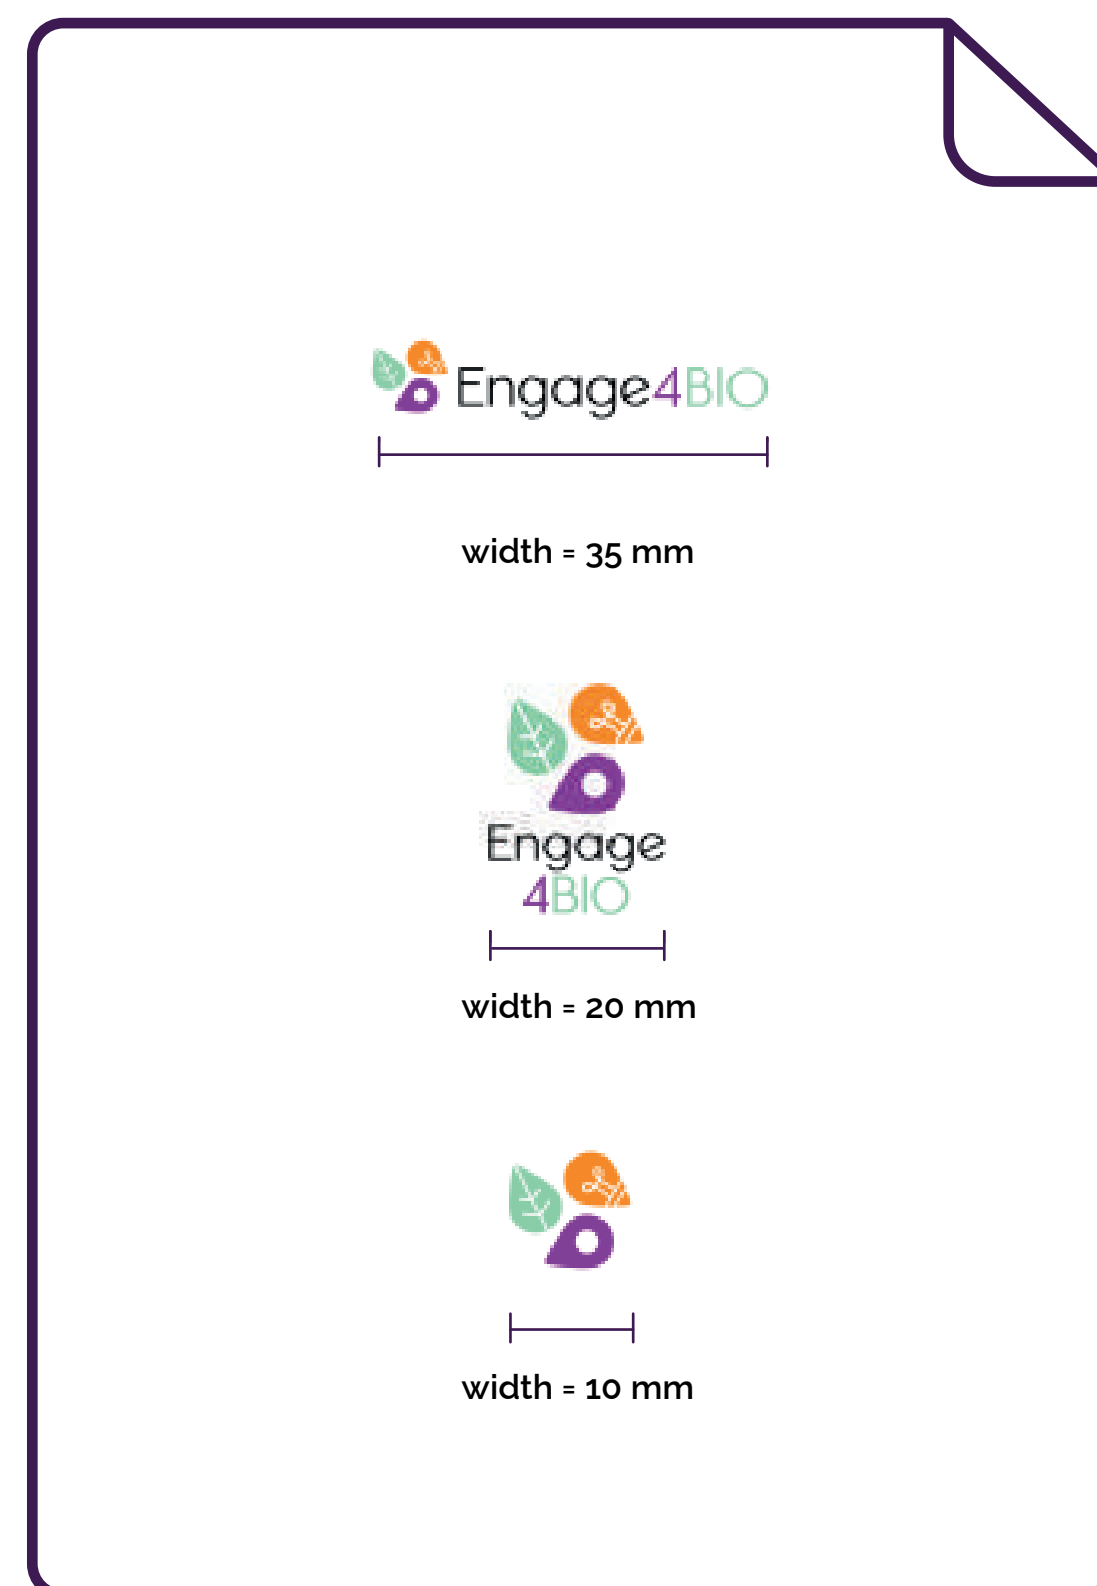 Engage4BIO
width = 35 mm
Engage
4BIO
width = 20 mm
width = 10 mm